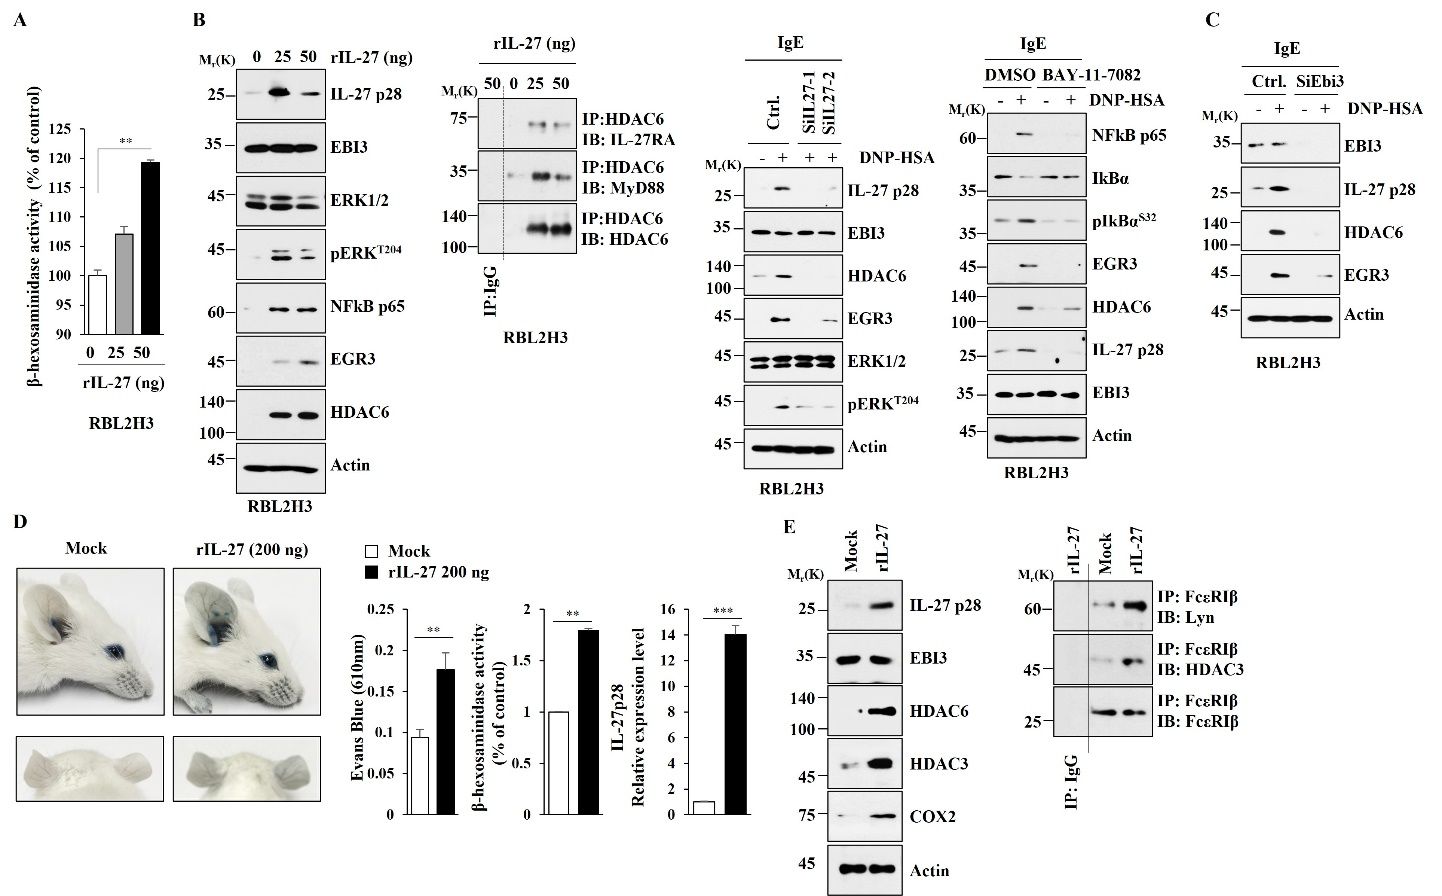 A
125
120
115
110
105
100
95
90
**
β-hexosaminidase activity (% of control)
0 25 50
rIL-27 (ng)
RBL2H3
B
Mr(K) 0 25 50 rIL-27 (ng)
25 IL-27 p28
35 EBI3
45 ERK1/2
45 pERKT204
60 NFkB p65
45 EGR3
140
100
HDAC6
45 Actin
RBL2H3
rIL-27 (ng)
Mr(K) 50 0 25 50
75 IP:HDAC6
IB: IL-27RA
35 IP:HDAC6
IB: MyD88
140 IP:HDAC6
100 IB: HDAC6
IP:IgG
RBL2H3
IgE
Ctrl.
SiIL27-1
SiIL27-2
Mr(K) - + + + DNP-HSA
25 IL-27 p28
EBI3
35
140
100
HDAC6
45 EGR3
45 ERK1/2
45 pERKT204
45 Actin
RBL2H3
IgE
DMSO BAY-11-7082
Mr(K) - + - + DNP-HSA
60 NFkB p65
35 IkBα
35 pIkBαS32
45 EGR3
140
100
HDAC6
25 IL-27 p28
35 EBI3
45 Actin
RBL2H3
C
IgE
Ctrl. SiEbi3
Mr(K) - + - + DNP-HSA
35 EBI3
25 IL-27 p28
140
100
HDAC6
45 EGR3
45 Actin
RBL2H3
D
Mock rIL-27 (200 ng)
Mock
rIL-27 200 ng
0.25
0.2
0.15
0.1
0.05
0
**
Evans Blue (610nm)
2
1.5
1
0.5
0
**
β-hexosaminidase activity
(% of control)
16
14
12
10
8
6
4
2
0
***
IL-27p28
Relative expression level
E
Mock
rIL-27
Mr(K)
25 IL-27 p28
35 EBI3
140
100
HDAC6
45 HDAC3
75 COX2
45 Actin
rIL-27
Mock
rIL-27
Mr(K)
60 IP: FcεRIβ
IB: Lyn
45 IP: FcεRIβ
IB: HDAC3
25 IP: FcεRIβ
IB: FcεRIβ
IP: IgG